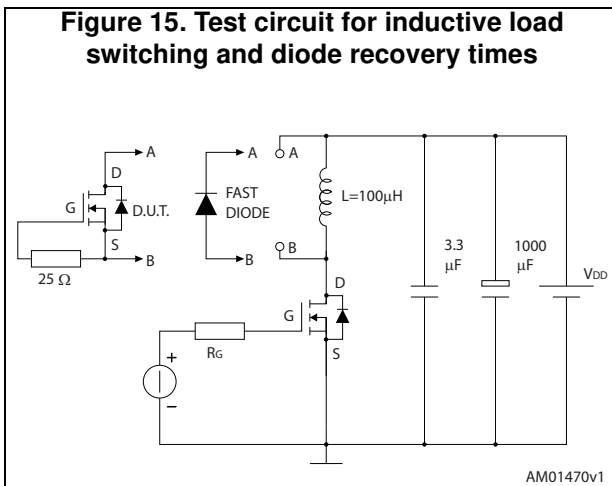 Figure 15. Test circuit for inductive load
switching and diode recovery times
A
D
G
D.U.T.
S
B
25 Ω
A
FAST
DIODE
B
A
L=100μH
B
D
G
S
RG
+
−
3.3
μF
1000
μF
VDD
AM01470v1